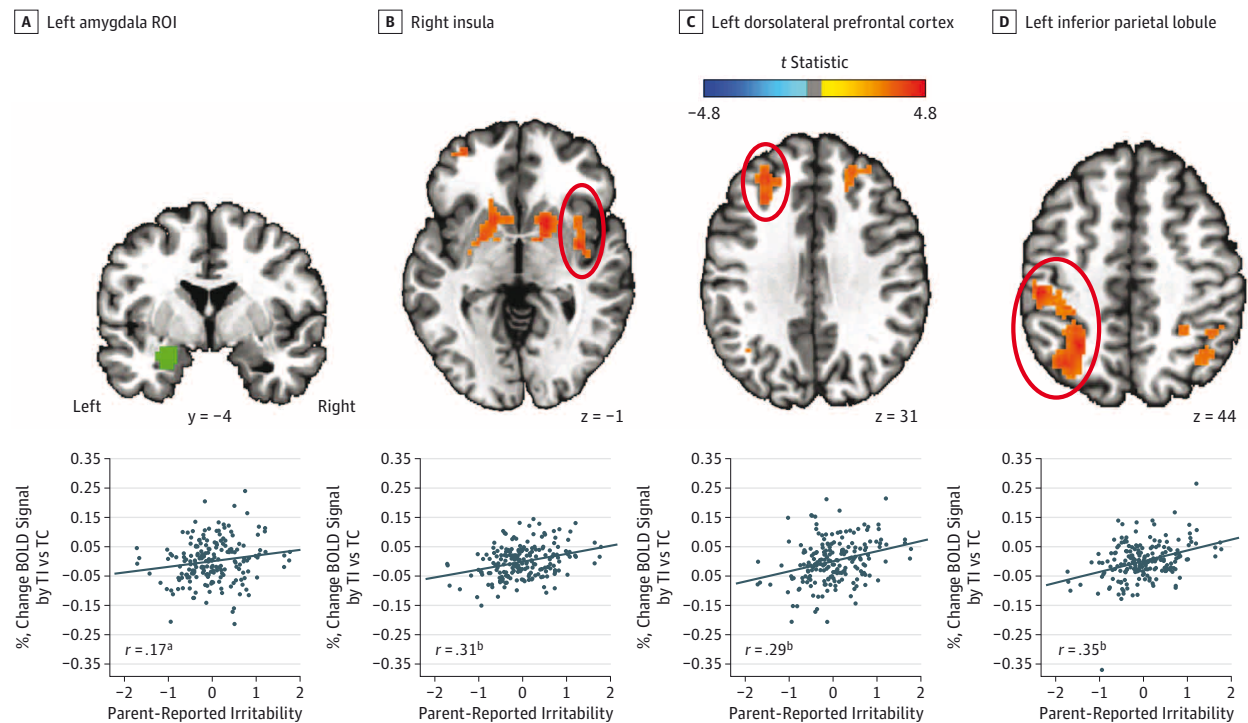 A Left amygdala ROI
B Right insula
C Left dorsolateral prefrontal cortex
D Left inferior parietal lobule
t Statistic
−4.8 4.8
Left Right
y = −4
z = −1
z = 31
z = 44
%, Change BOLD Signal
by TI vs TC
0.35
0.25
0.15
0.05
−0.05
−0.15
−0.25
−0.35
r = .17a
−2 −1 0 1 2
Parent-Reported Irritability
%, Change BOLD Signal
by TI vs TC
0.35
0.25
0.15
0.05
−0.05
−0.15
−0.25
−0.35
r = .31b
−2 −1 0 1 2
Parent-Reported Irritability
%, Change BOLD Signal
by TI vs TC
0.35
0.25
0.15
0.05
−0.05
−0.15
−0.25
−0.35
r = .29b
−2 −1 0 1 2
Parent-Reported Irritability
%, Change BOLD Signal
by TI vs TC
0.35
0.25
0.15
0.05
−0.05
−0.15
−0.25
−0.35
r = .35b
−2 −1 0 1 2
Parent-Reported Irritability